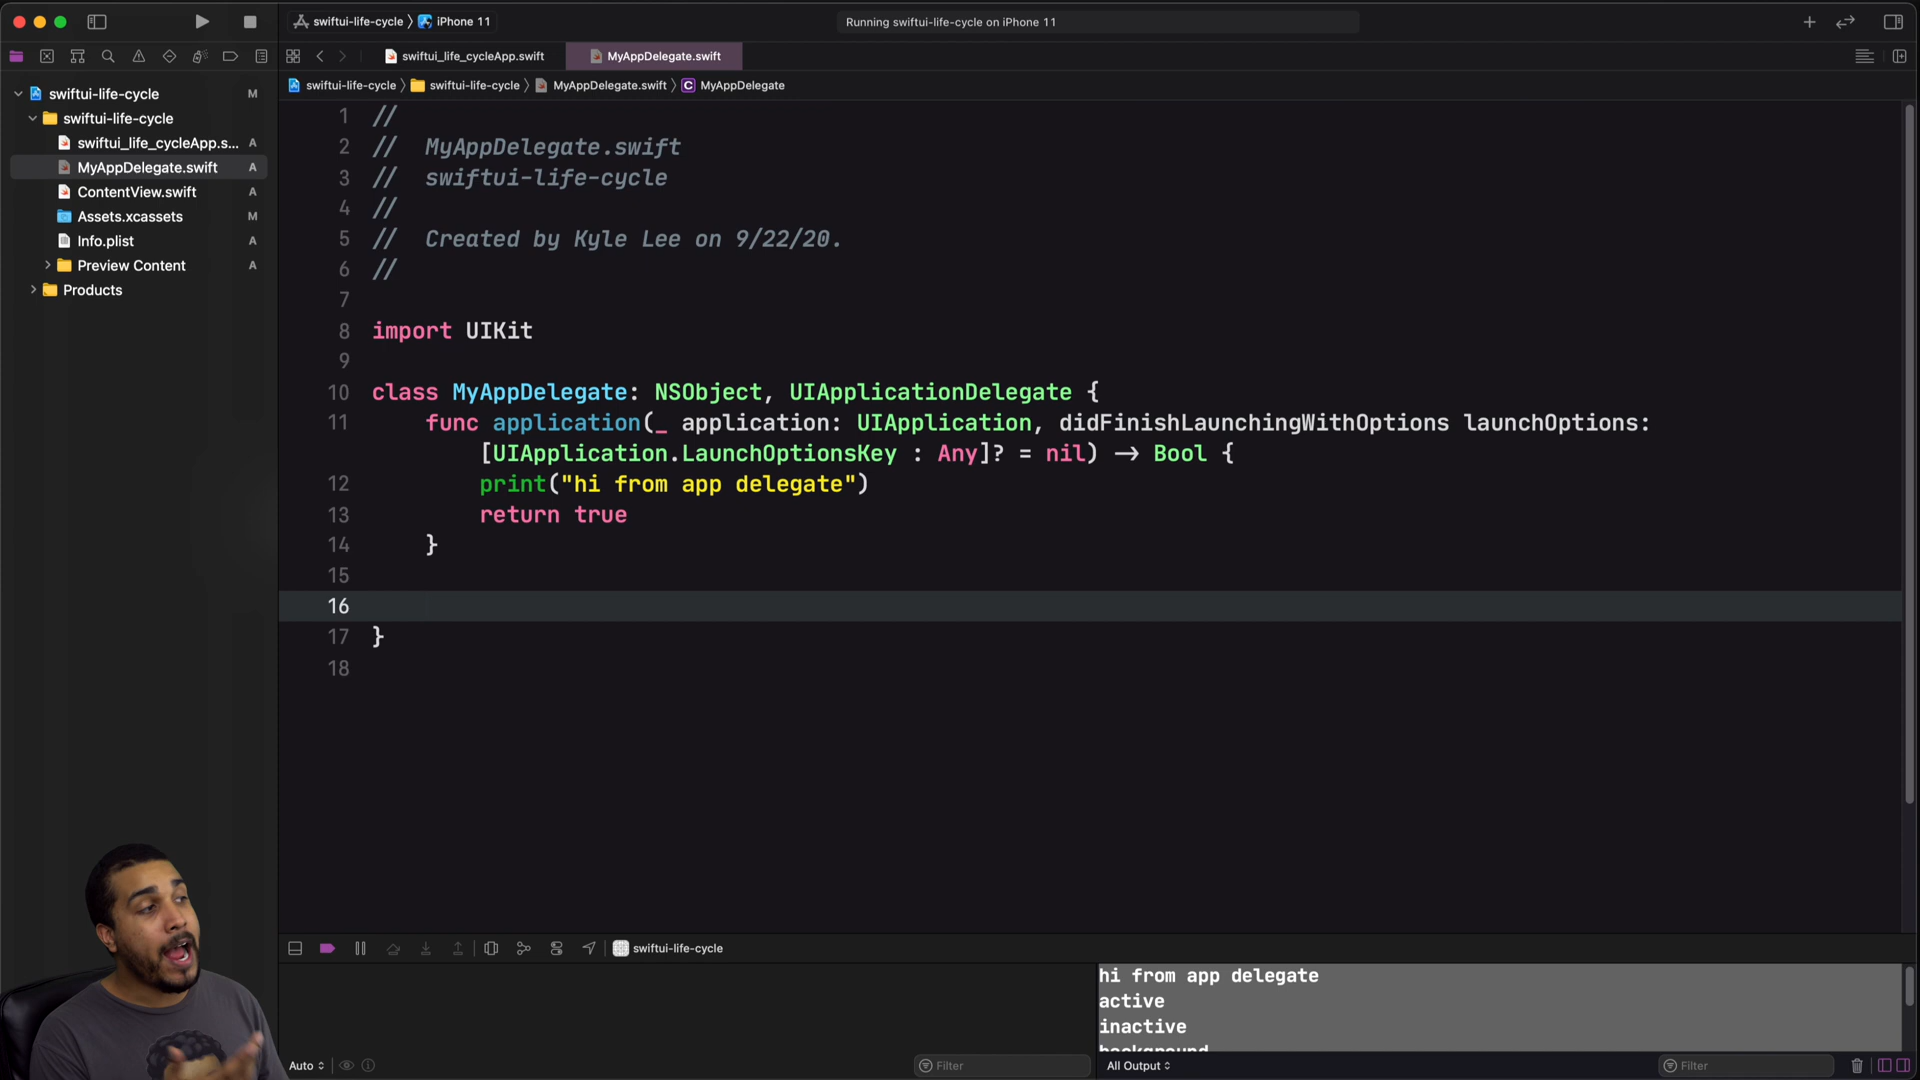 swiftui-life-cycle
iPhone 11
Running swiftui-life-cycle on iPhone 11
swiftui_life_cycleApp.swift
MyAppDelegate.swift
swiftui-life-cycle
swiftui-life-cycle
MyAppDelegate.swift
C
MyAppDelegate
swiftui-life-cycle M
swiftui-life-cycle
swiftui_life_cycleApp.s... A
MyAppDelegate.swift A
ContentView.swift A
Assets.xcassets M
Info.plist A
Preview Content A
Products
1 //
2 //  MyAppDelegate.swift
3 //  swiftui-life-cycle
4 //
5 //  Created by Kyle Lee on 9/22/20.
6 //
7
8 import UIKit
9
10 class MyAppDelegate: NSObject, UIApplicationDelegate {
11 func application(_ application: UIApplication, didFinishLaunchingWithOptions launchOptions:
[UIApplication.LaunchOptionsKey : Any]? = nil) -> Bool {
12 print("hi from app delegate")
13 return true
14 }
15
16
17 }
18
swiftui-life-cycle
hi from app delegate
active
inactive
background
Auto
Filter
All Output
Filter